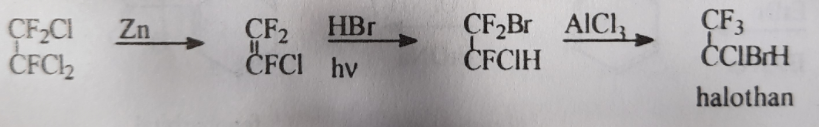 CF₂Cl Zn CF₂ HBr CF₂Br AlCl₃ CF₃
CFCl₂ CFCl hν CFClH CClBrH
halothan